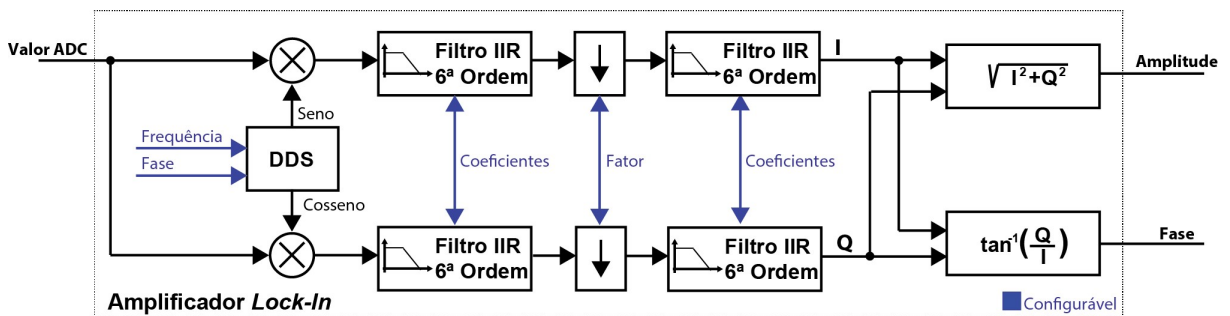 Valor ADC
Filtro IIR
6ª Ordem
Filtro IIR
6ª Ordem
I
√I²+Q²
Amplitude
Seno
Frequência
Fase
DDS
Coeficientes
Fator
Coeficientes
Cosseno
Filtro IIR
6ª Ordem
Filtro IIR
6ª Ordem
Q
tan⁻¹(Q/I)
Fase
Amplificador Lock-In
Configurável